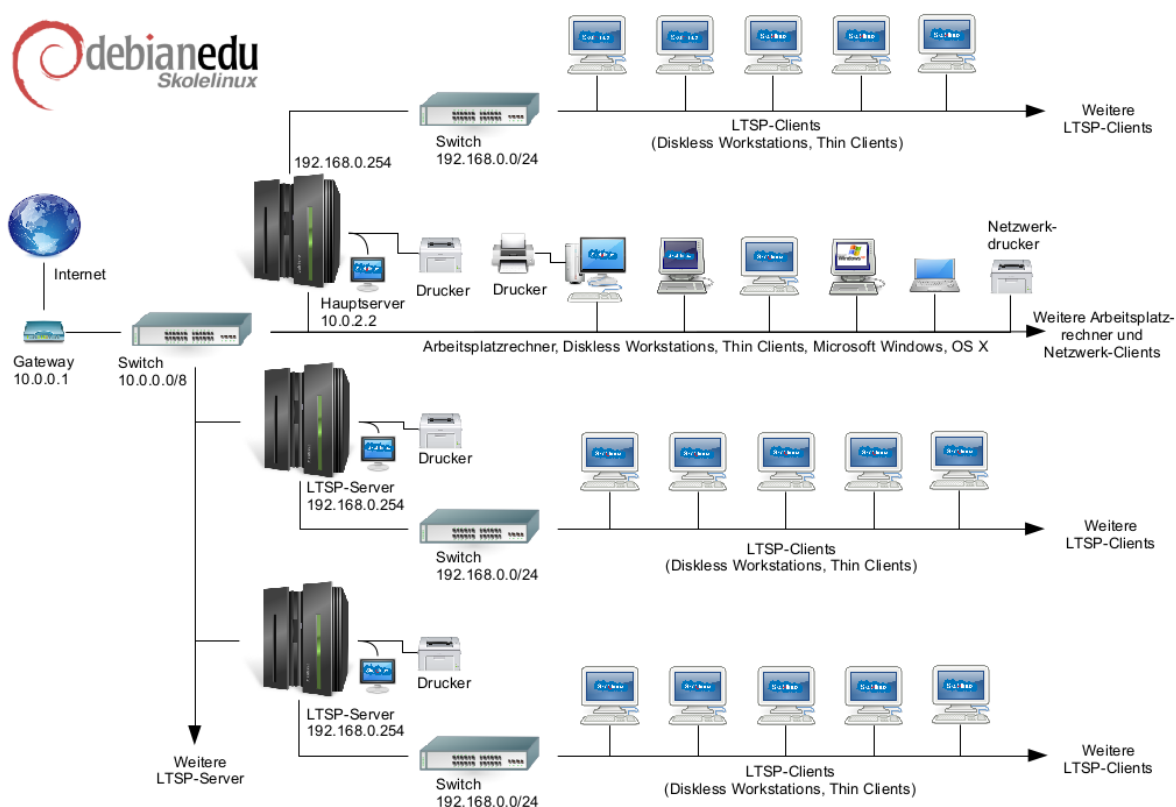 debianedu
Skolelinux
Switch
192.168.0.0/24
LTSP-Clients
(Diskless Workstations, Thin Clients)
Weitere
LTSP-Clients
192.168.0.254
Internet
Hauptserver
10.0.2.2
Drucker
Drucker
Windows
Netzwerk-
drucker
Gateway
10.0.0.1
Switch
10.0.0.0/8
Arbeitsplatzrechner, Diskless Workstations, Thin Clients, Microsoft Windows, OS X
Weitere Arbeitsplatz-
rechner und
Netzwerk-Clients
Drucker
LTSP-Server
192.168.0.254
Switch
192.168.0.0/24
LTSP-Clients
(Diskless Workstations, Thin Clients)
Weitere
LTSP-Clients
Drucker
LTSP-Server
192.168.0.254
Weitere
LTSP-Server
Switch
192.168.0.0/24
LTSP-Clients
(Diskless Workstations, Thin Clients)
Weitere
LTSP-Clients